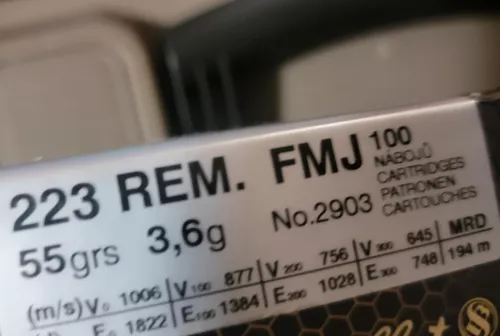 223 REM. FMJ 100
NÁBOJŮ
CARTRIDGES
PATRONEN
CARTOUCHES
55grs 3,6g No.2903
(m/s) V0 1006 V100 877 V200 756 V300 645 MRD
E0 1822 E100 1384 E200 1028 E300 748 194 m